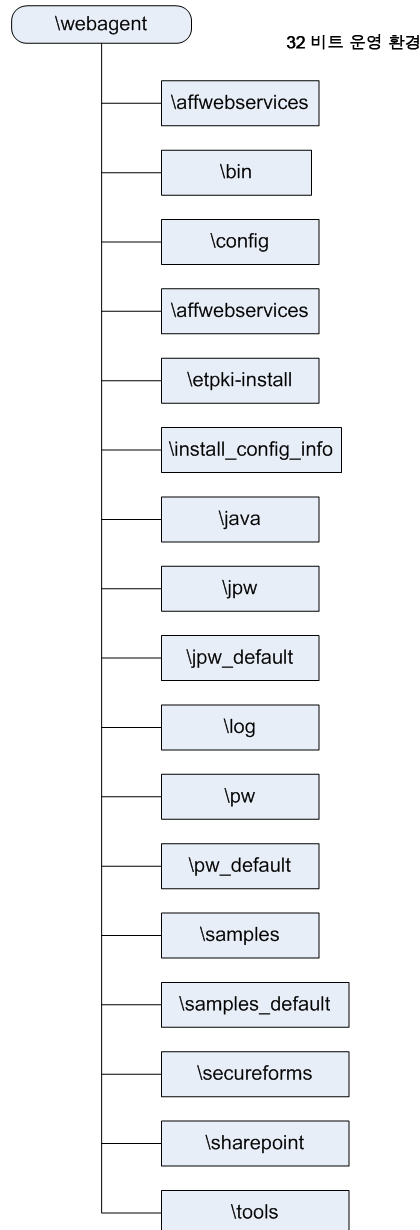 \webagent
32 비트 운영 환경
\affwebservices
\bin
\config
\affwebservices
\etpki-install
\install_config_info
\java
\jpw
\jpw_default
\log
\pw
\pw_default
\samples
\samples_default
\secureforms
\sharepoint
\tools